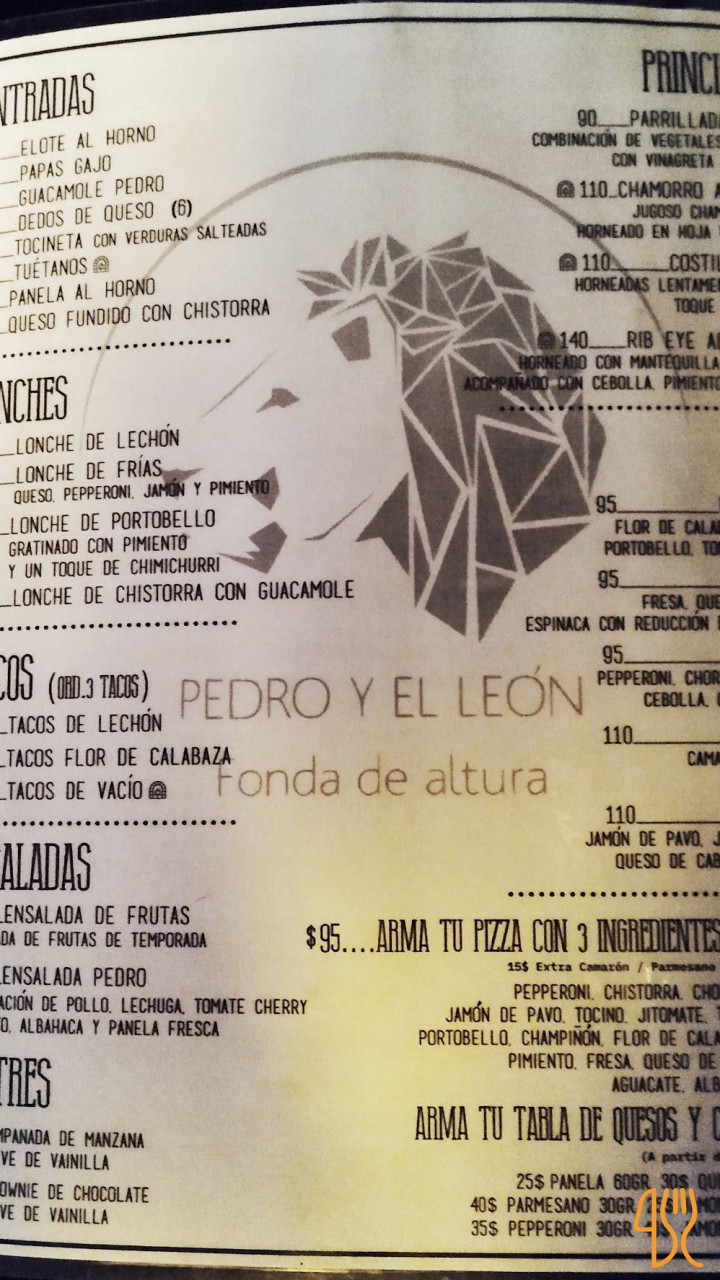 ELOTE AL HORNO
PAPAS GAJO
GUACAMOLE PEDRO
DEDOS DE QUESO (6)
TOCINETA CON VERDURAS SALTEADAS
TUÉTANOS
PANELA AL HORNO
QUESO FUNDIDO CON CHISTORRA
LONCHE DE LECHÓN
LONCHE DE FRÍAS
QUESO, PEPPERONI, JAMÓN Y PIMIENTO
LONCHE DE PORTOBELLO
GRATINADO CON PIMIENTO
Y UN TOQUE DE CHIMICHURRI
LONCHE DE CHISTORRA CON GUACAMOLE
(ORD.3 TACOS)
TACOS DE LECHÓN
TACOS FLOR DE CALABAZA
TACOS DE VACÍO
ENSALADA DE FRUTAS
DE FRUTAS DE TEMPORADA
ENSALADA PEDRO
DE POLLO, LECHUGA, TOMATE CHERRY
ALBAHACA Y PANELA FRESCA
DE MANZANA
DE VAINILLA
DE CHOCOLATE
DE VAINILLA
PEDRO Y EL LEÓN
Fonda de altura
90
COMBINACIÓN DE VEGETALES
CON VINAGRETA
110 CHAMORRO
JUGOSO
HORNEADO EN HOJA
110
HORNEADAS
TOQUE
140 RIB EYE
HORNEADO CON MANTEQUILLA
ACOMPAÑADO CON CEBOLLA, PIMIENTO
95
FLOR DE
PORTOBELLO,
95
FRESA,
ESPINACA CON REDUCCIÓN
95
PEPPERONI,
CEBOLLA,
110
110
JAMÓN DE PAVO,
QUESO DE
$95....ARMA TU PIZZA CON 3 INGREDIENTES
15$ Extra Camarón / Parmesano
PEPPERONI, CHISTORRA,
JAMÓN DE PAVO, TOCINO, JITOMATE,
PORTOBELLO, CHAMPIÑÓN, FLOR DE
PIMIENTO, FRESA, QUESO DE
AGUACATE,
ARMA TU TABLA DE QUESOS Y
(A partir
25$ PANELA 60GR, 30$
40$ PARMESANO 30GR,
35$ PEPPERONI 30GR,